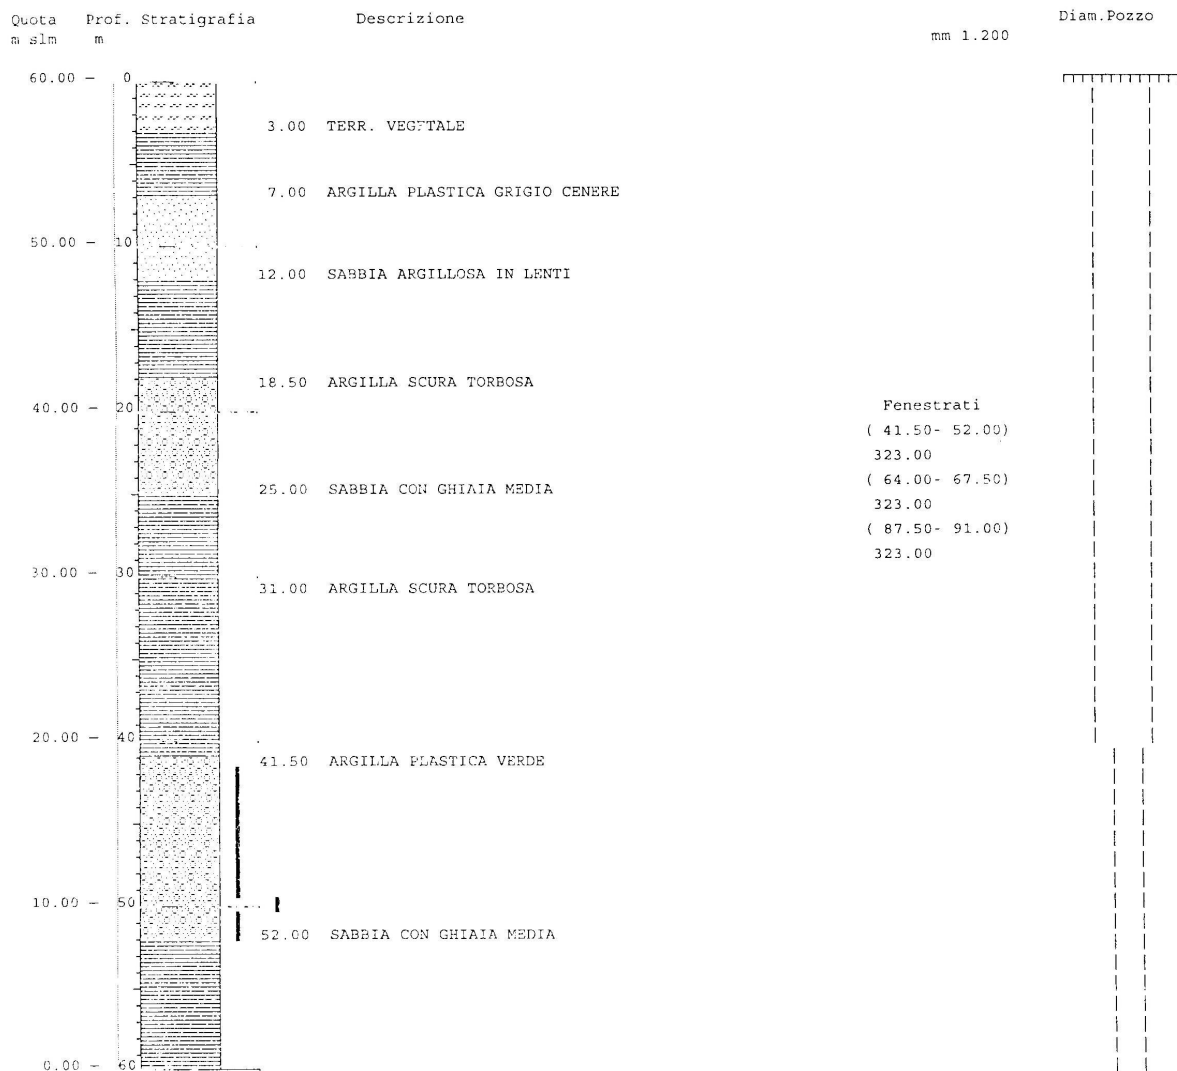 Quota Prof. Stratigrafia Descrizione Diam.Pozzo
m slm m mm 1.200
60.00 - 0
3.00 TERR. VEGETALE
7.00 ARGILLA PLASTICA GRIGIO CENERE
50.00 - 10
12.00 SABBIA ARGILLOSA IN LENTI
18.50 ARGILLA SCURA TORBOSA
40.00 - 20 Fenestrati
( 41.50- 52.00)
323.00
( 64.00- 67.50)
25.00 SABBIA CON GHIAIA MEDIA
323.00
( 87.50- 91.00)
323.00
30.00 - 30
31.00 ARGILLA SCURA TORBOSA
20.00 - 40
41.50 ARGILLA PLASTICA VERDE
10.00 - 50
52.00 SABBIA CON GHIAIA MEDIA
0.00 - 60